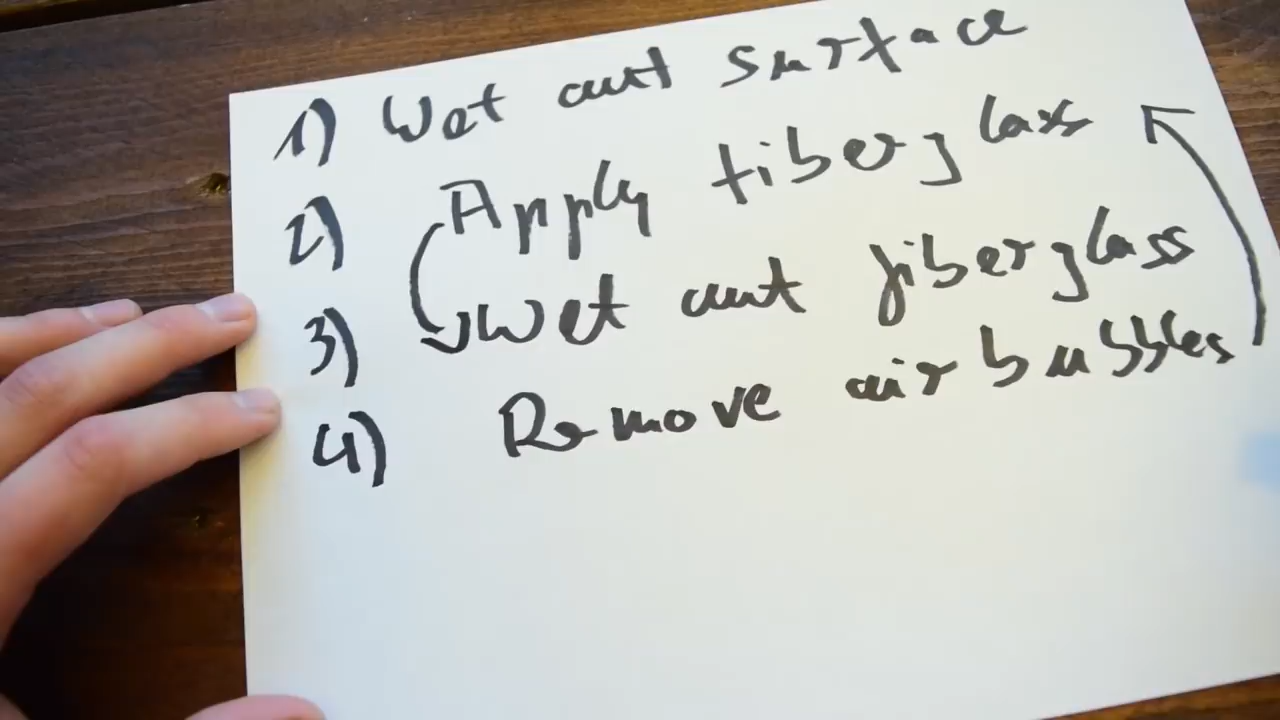 1) Wet out surface
2) Apply fiberglass
3) Wet out fiberglass
4) Remove air bubbles